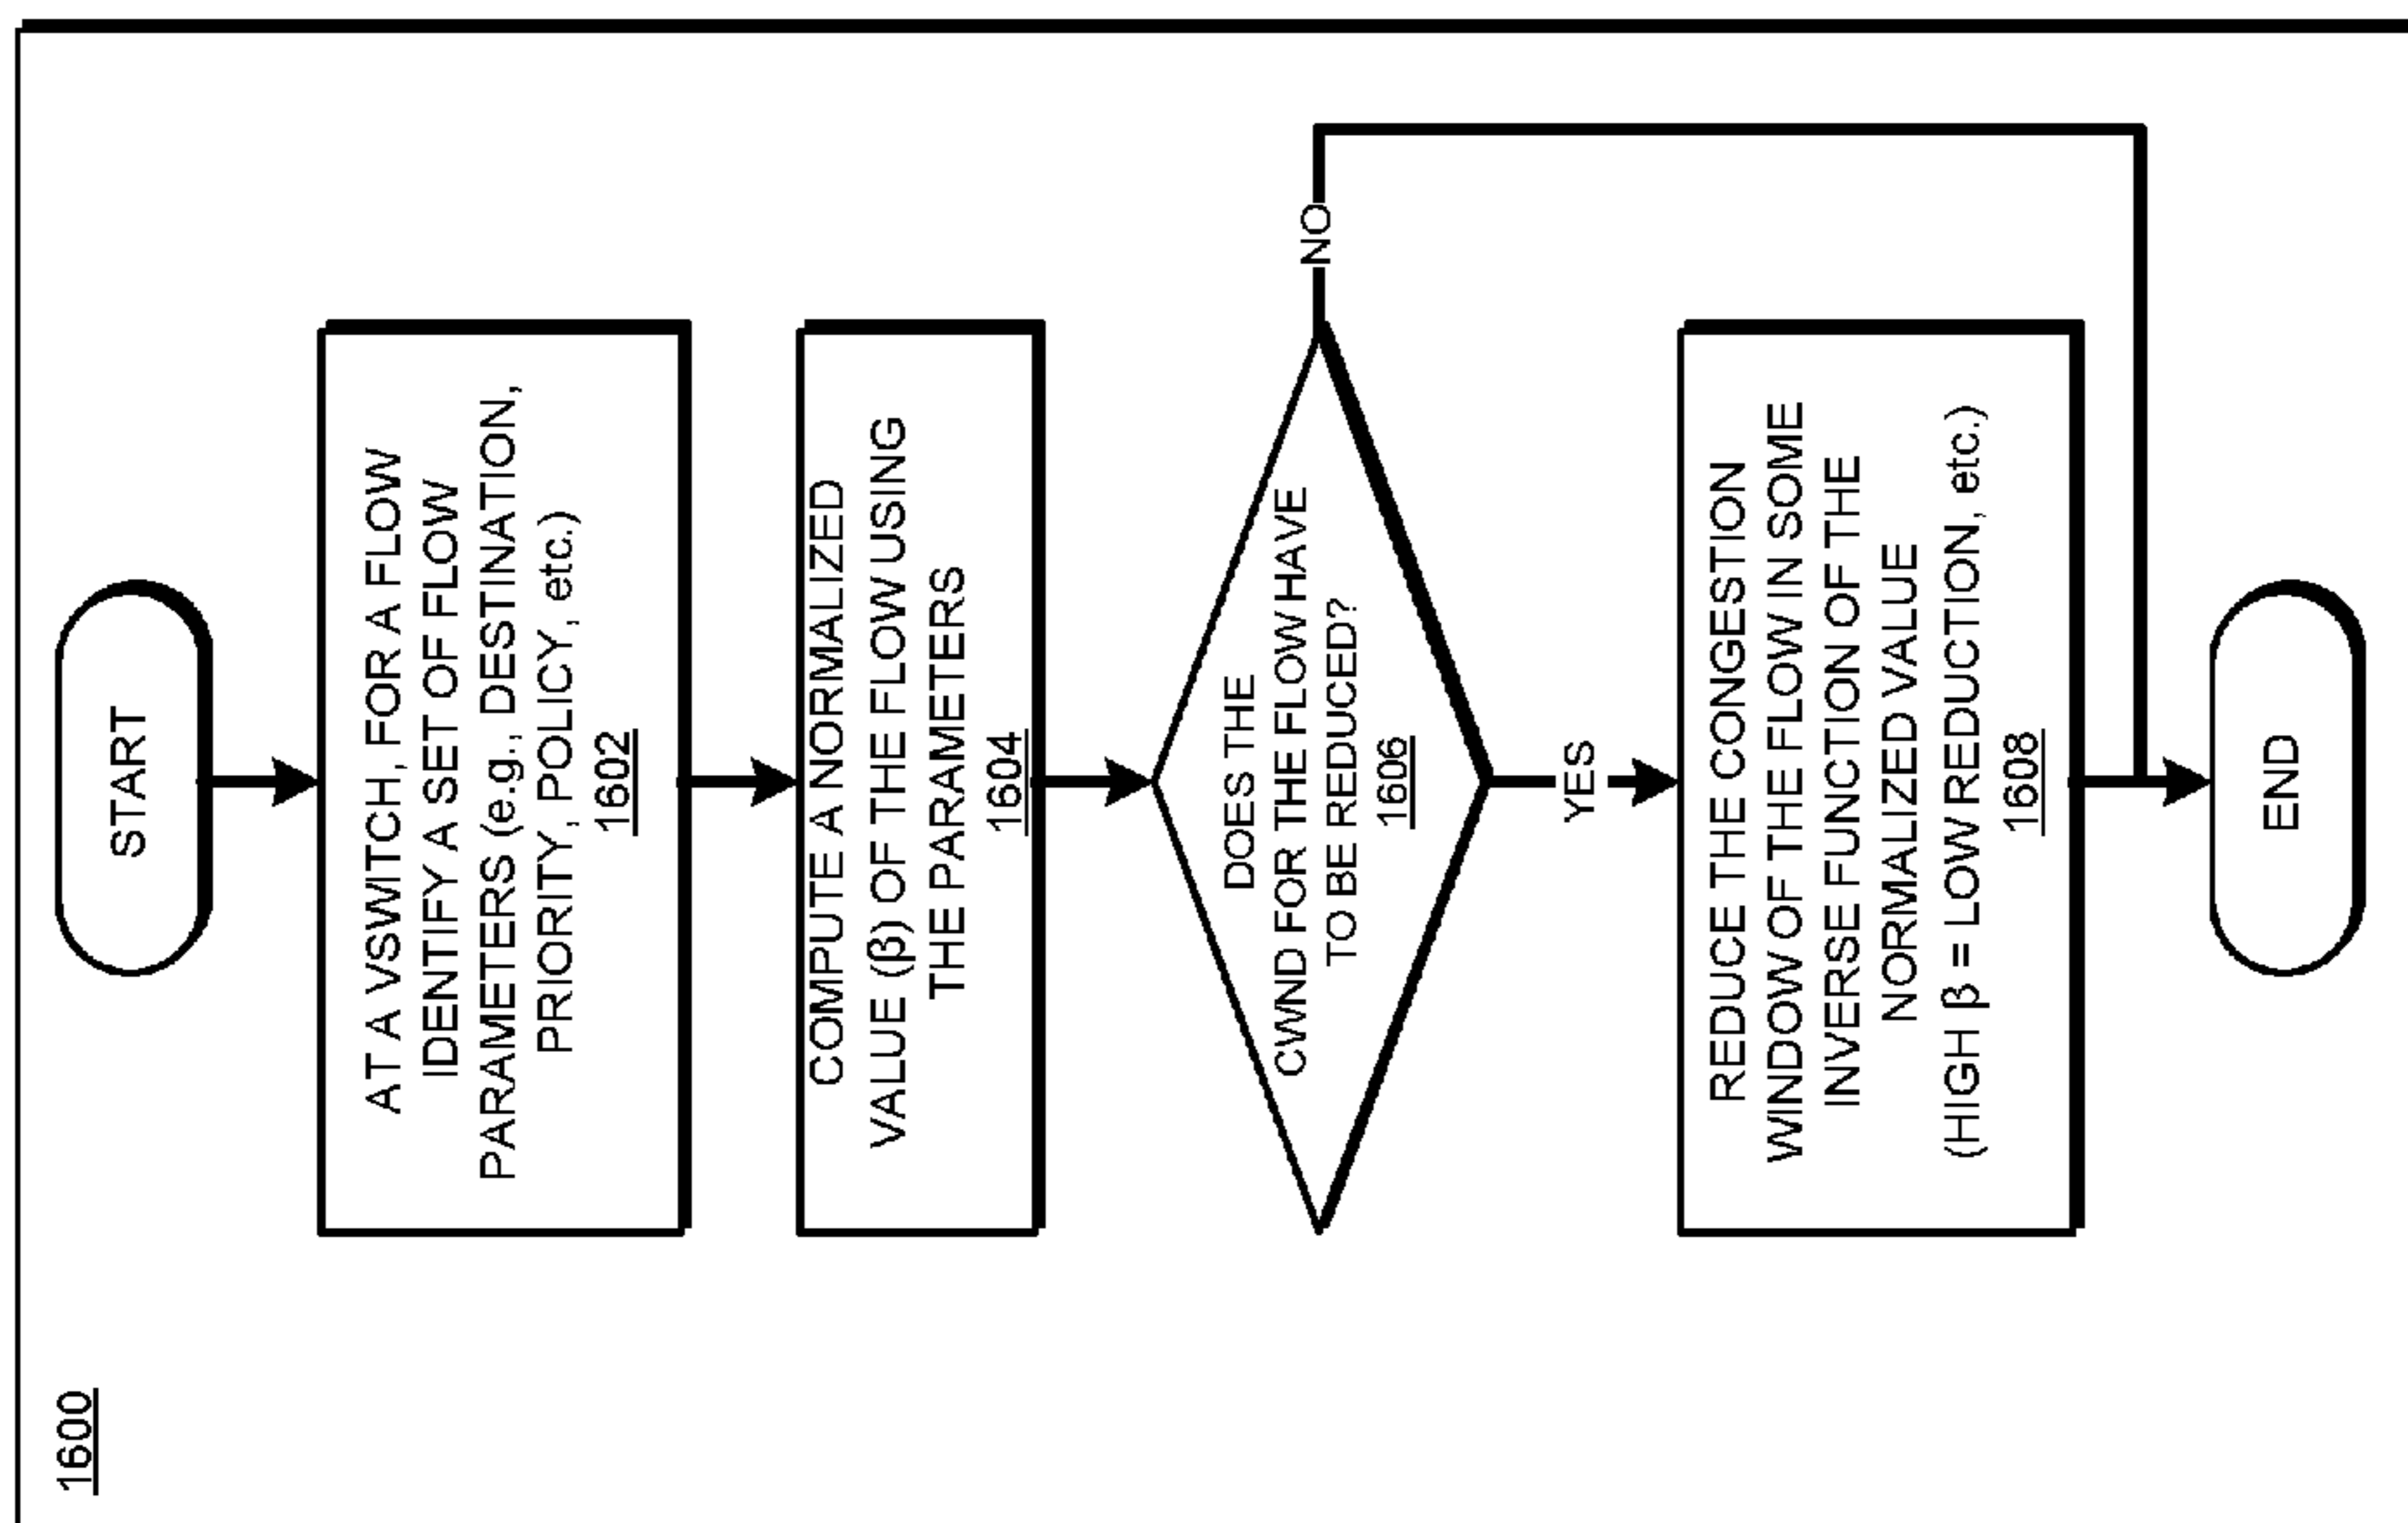 1600
START
AT A VSWITCH, FOR A FLOW
IDENTIFY A SET OF FLOW
PARAMETERS (e.g., DESTINATION,
PRIORITY, POLICY, etc.)
1602
COMPUTE A NORMALIZED
VALUE (β) OF THE FLOW USING
THE PARAMETERS
1604
DOES THE
CWND FOR THE FLOW HAVE
TO BE REDUCED?
1606
NO
YES
REDUCE THE CONGESTION
WINDOW OF THE FLOW IN SOME
INVERSE FUNCTION OF THE
NORMALIZED VALUE
(HIGH β = LOW REDUCTION, etc.)
1608
END